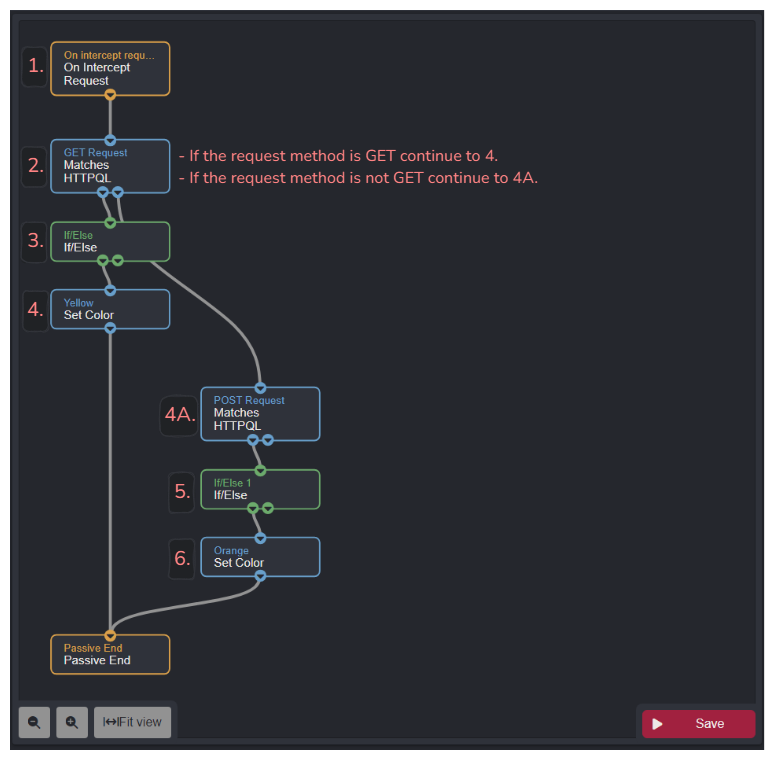 1.
On intercept requ...
On Intercept
Request
2.
GET Request
Matches
HTTPQL
- If the request method is GET continue to 4.
- If the request method is not GET continue to 4A.
3.
If/Else
If/Else
4.
Yellow
Set Color
4A.
POST Request
Matches
HTTPQL
5.
If/Else 1
If/Else
6.
Orange
Set Color
Passive End
Passive End
Fit view
Save